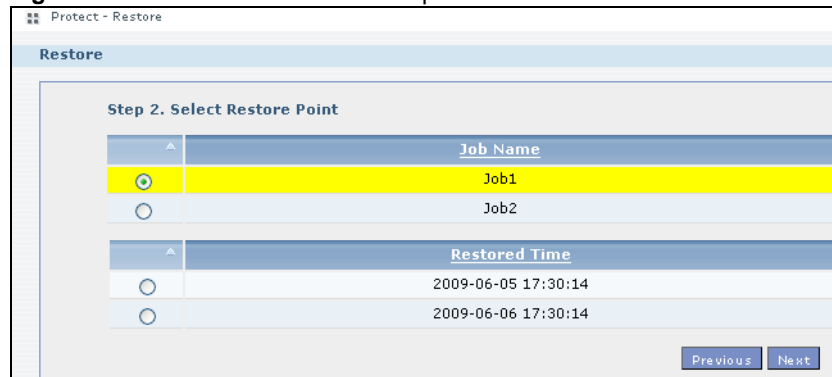 Protect - Restore
Restore
Step 2. Select Restore Point
Job Name
Job1
Job2
Restored Time
2009-06-05 17:30:14
2009-06-06 17:30:14
Previous Next